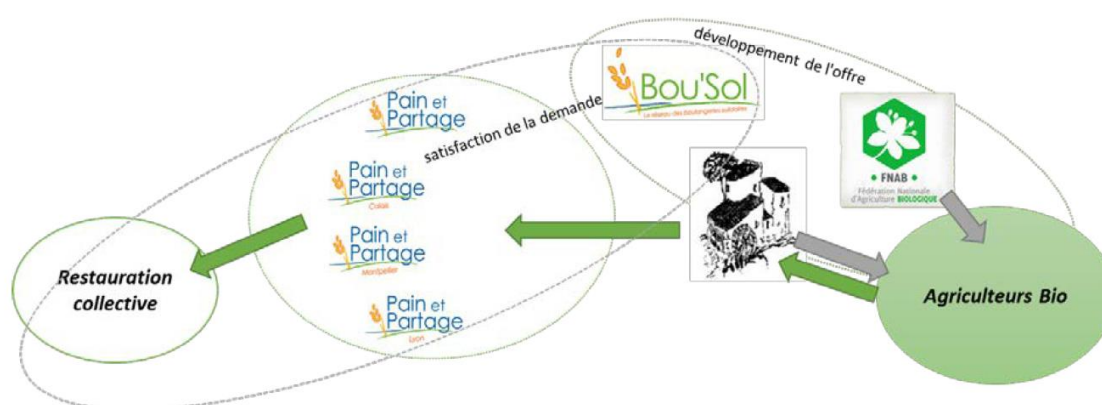 développement de l'offre
Bou'Sol
Le réseau des boulangeries solidaires
satisfaction de la demande
Pain et
Partage
Pain et
Partage
Calais
Pain et
Partage
Montpellier
Pain et
Partage
Lyon
• FNAB •
Fédération Nationale
d'Agriculture BIOLOGIQUE
Restauration
collective
Agriculteurs Bio